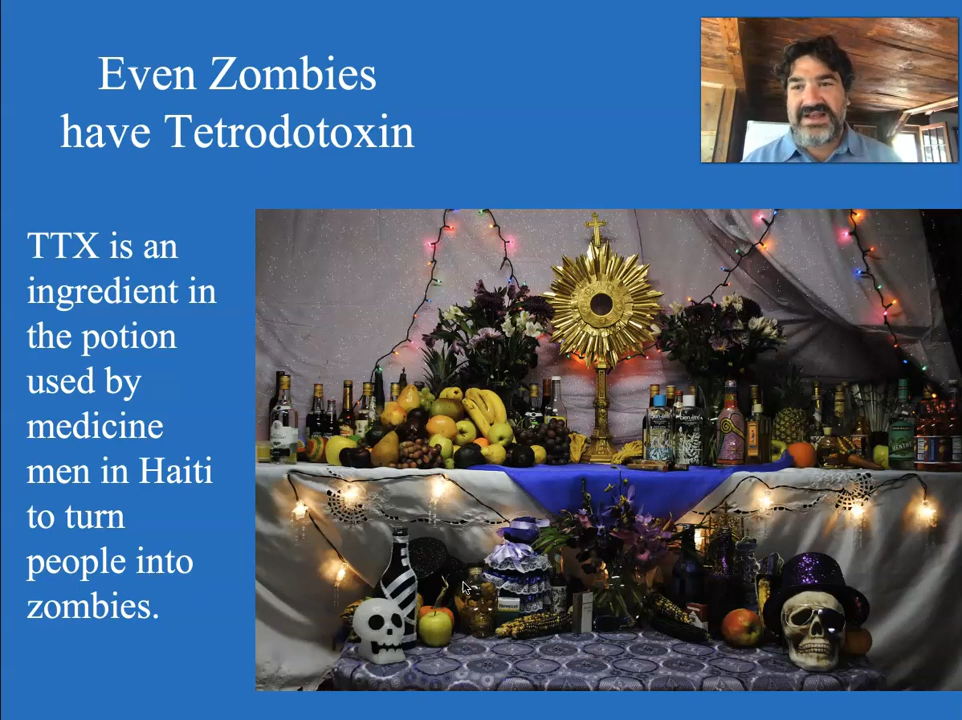 Even Zombies
have Tetrodotoxin
TTX is an
ingredient in
the potion
used by
medicine
men in Haiti
to turn
people into
zombies.